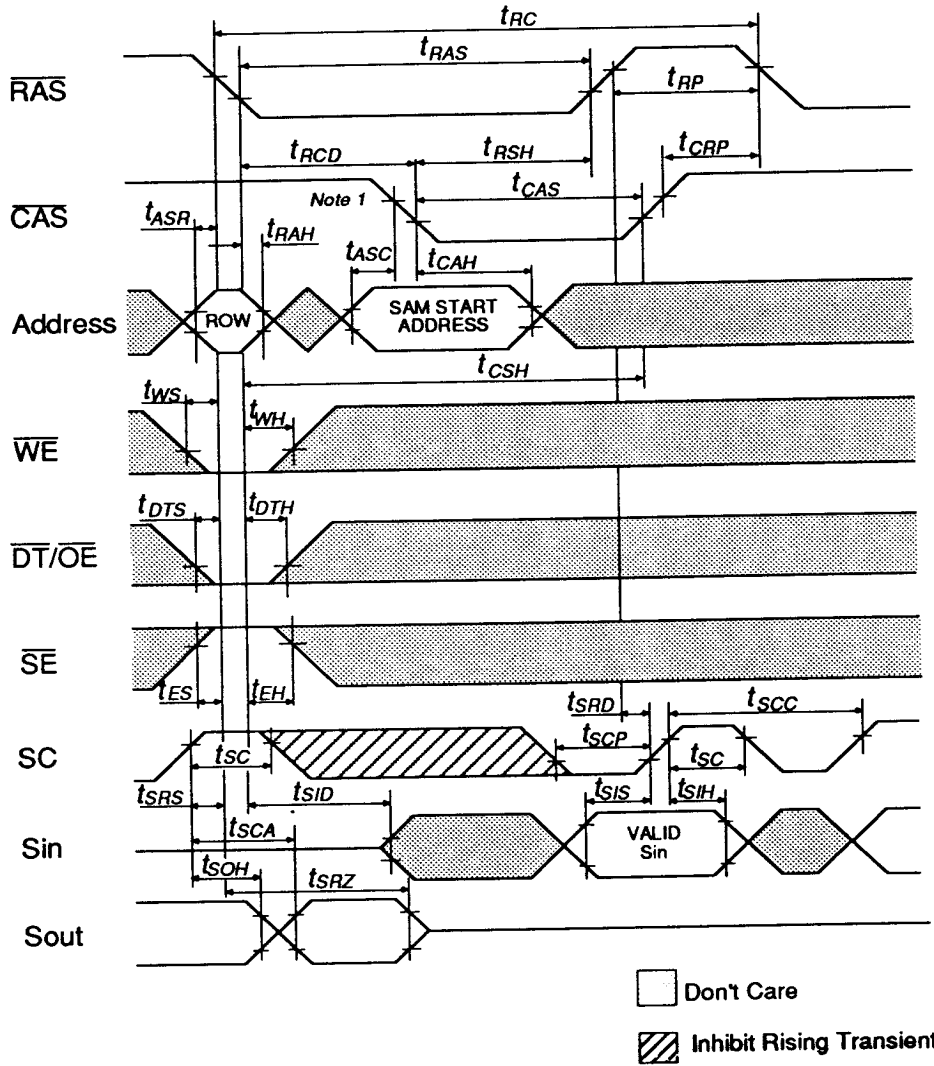 tRC
tRAS
RAS
tRP
tRCD
tRSH
tCRP
Note 1
tCAS
CAS
tASR
tRAH
tASC
tCAH
Address
ROW
SAM START
ADDRESS
tCSH
tWS
tWH
WE
tDTS
tDTH
DT/OE
SE
tES
tEH
tSRD
tSCC
SC
tSC
tSCP
tSC
tSRS
tSID
tSIS
tSIH
tSCA
Sin
VALID
Sin
tSOH
tSRZ
Sout
Don't Care
Inhibit Rising Transient